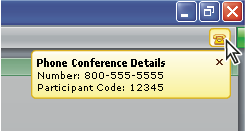 Phone Conference Details
Number: 800-555-5555
Participant Code: 12345